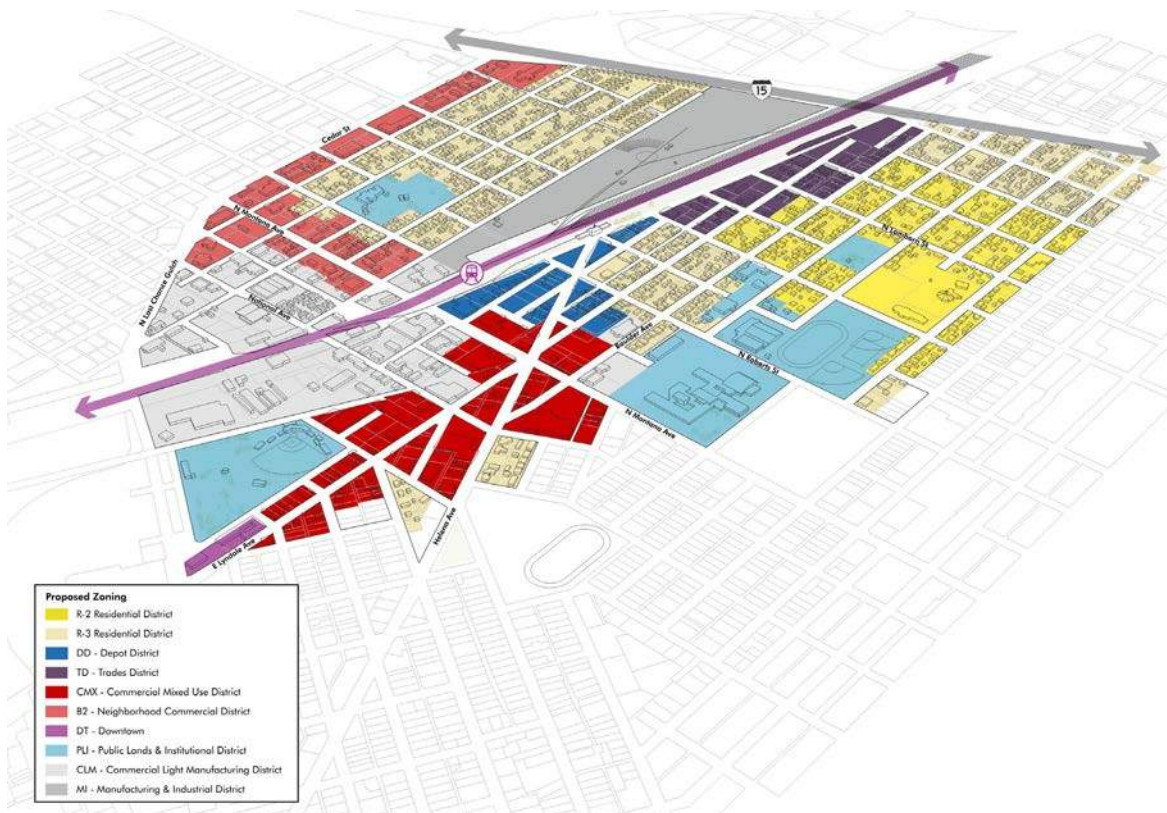 15
Cedar St
N Montana Ave
N Last Chance Gulch
National Ave
N Lamborn St
Boulder Ave
N Roberts St
N Montana Ave
Helena Ave
E Lyndale Ave
Proposed Zoning
R-2 Residential District
R-3 Residential District
DD - Depot District
TD - Trades District
CMX - Commercial Mixed Use District
B2 - Neighborhood Commercial District
DT - Downtown
PLI - Public Lands & Institutional District
CLM - Commercial Light Manufacturing District
MI - Manufacturing & Industrial District